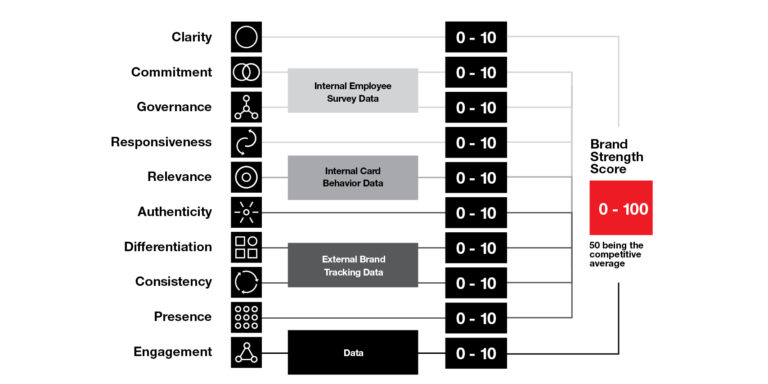 Clarity
0 - 10
Commitment
0 - 10
Internal Employee
Survey Data
Governance
0 - 10
Responsiveness
0 - 10
Relevance
Internal Card
Behavior Data
0 - 10
Authenticity
0 - 10
Differentiation
0 - 10
External Brand
Tracking Data
Consistency
0 - 10
Presence
0 - 10
Engagement
Data
0 - 10
Brand
Strength
Score
0 - 100
50 being the
competitive
average